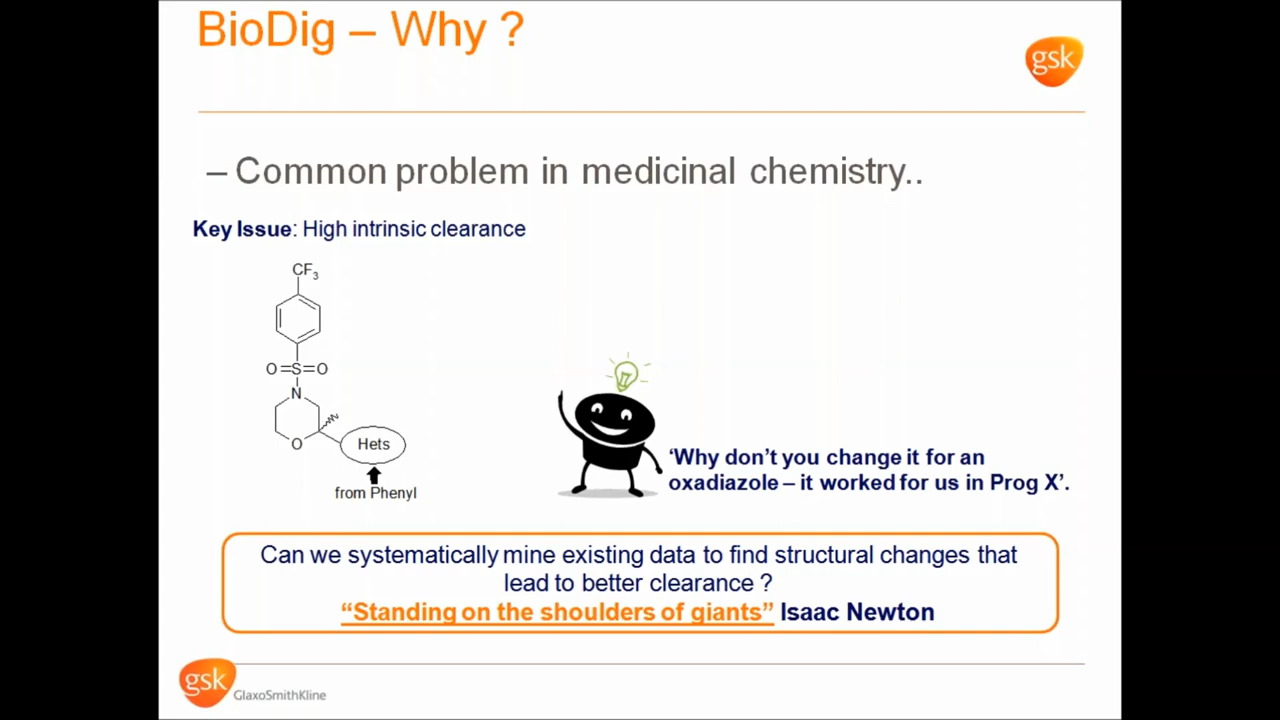 BioDig – Why ?
gsk
– Common problem in medicinal chemistry..
Key Issue: High intrinsic clearance
CF3
O=S=O
N
O
Hets
from Phenyl
‘Why don’t you change it for an
oxadiazole – it worked for us in Prog X’.
Can we systematically mine existing data to find structural changes that
lead to better clearance ?
“Standing on the shoulders of giants” Isaac Newton
gsk GlaxoSmithKline